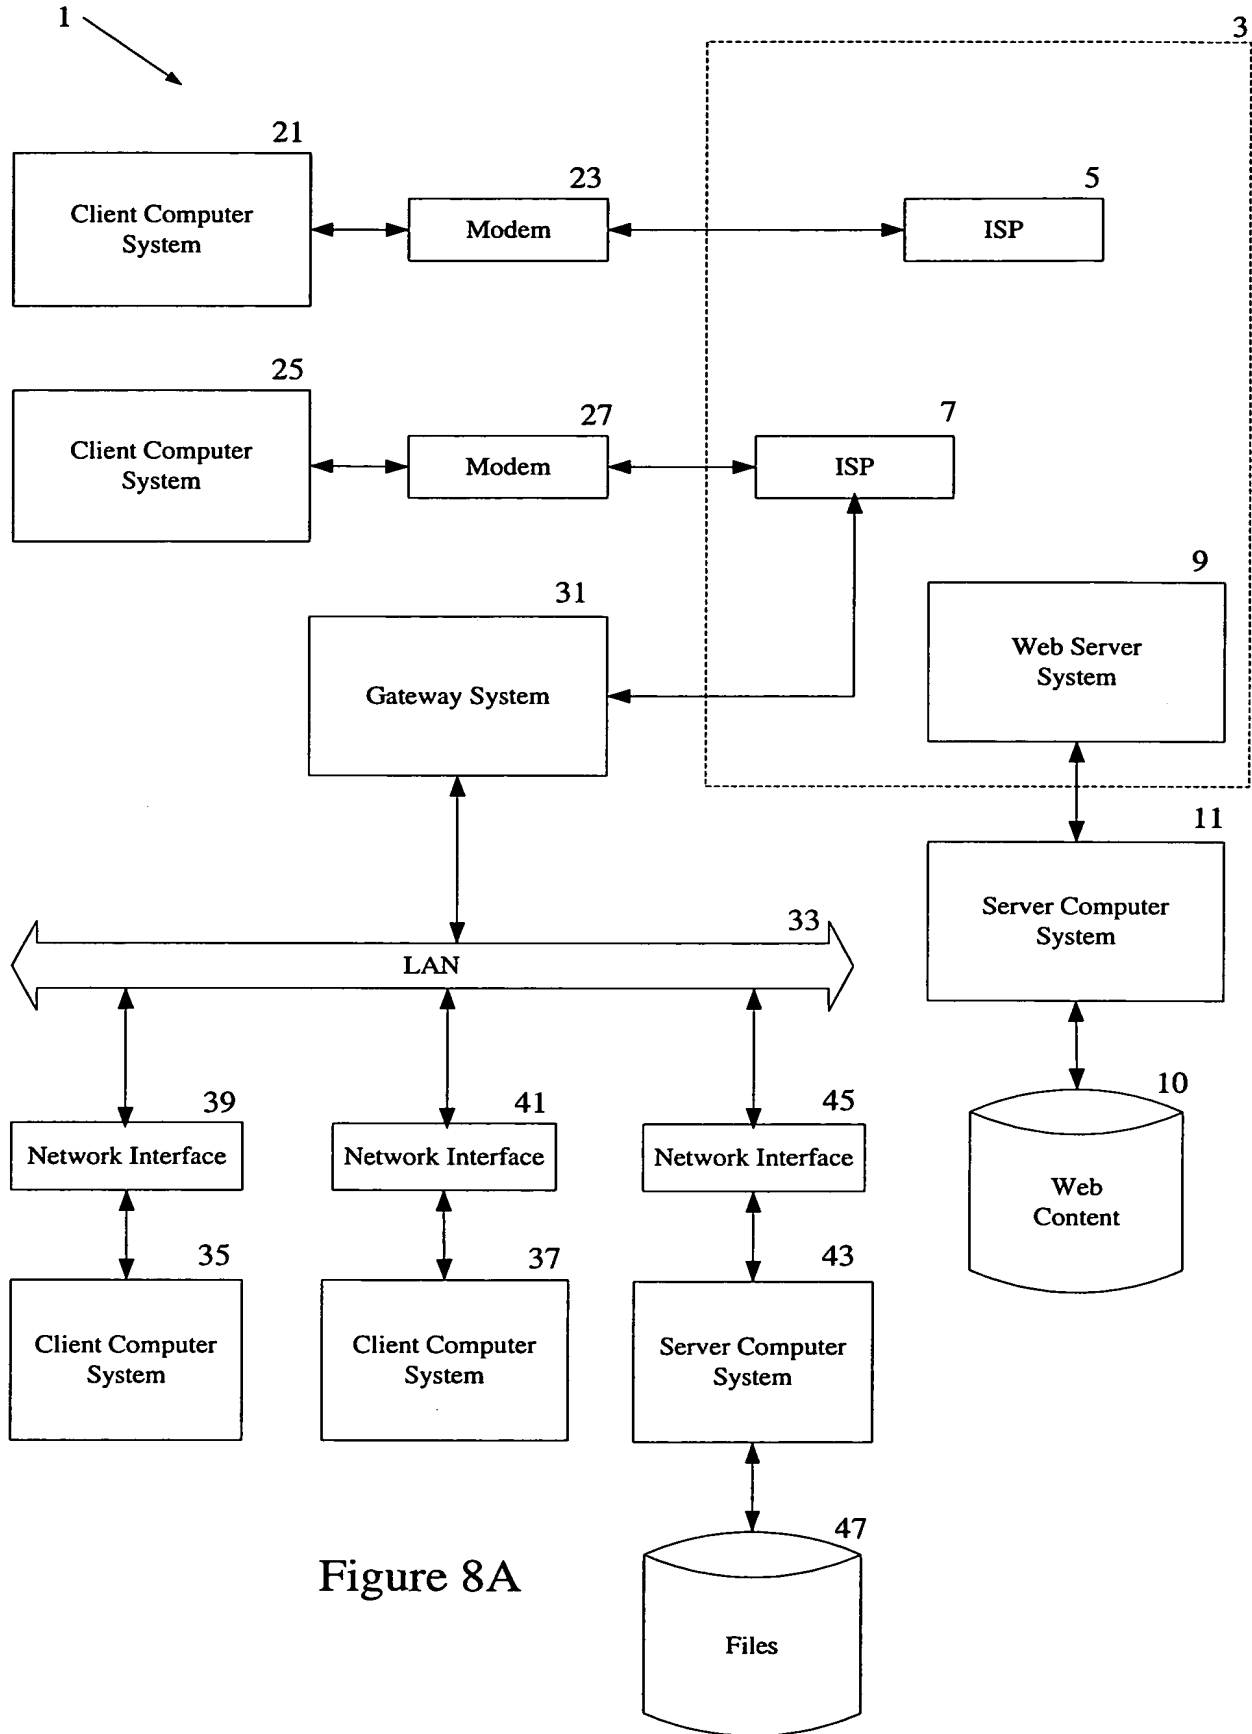 1
3
21
Client Computer
System
23
Modem
5
ISP
25
Client Computer
System
27
Modem
7
ISP
31
Gateway System
9
Web Server
System
11
Server Computer
System
33
LAN
10
Web
Content
39
Network Interface
41
Network Interface
45
Network Interface
35
Client Computer
System
37
Client Computer
System
43
Server Computer
System
47
Files
Figure 8A